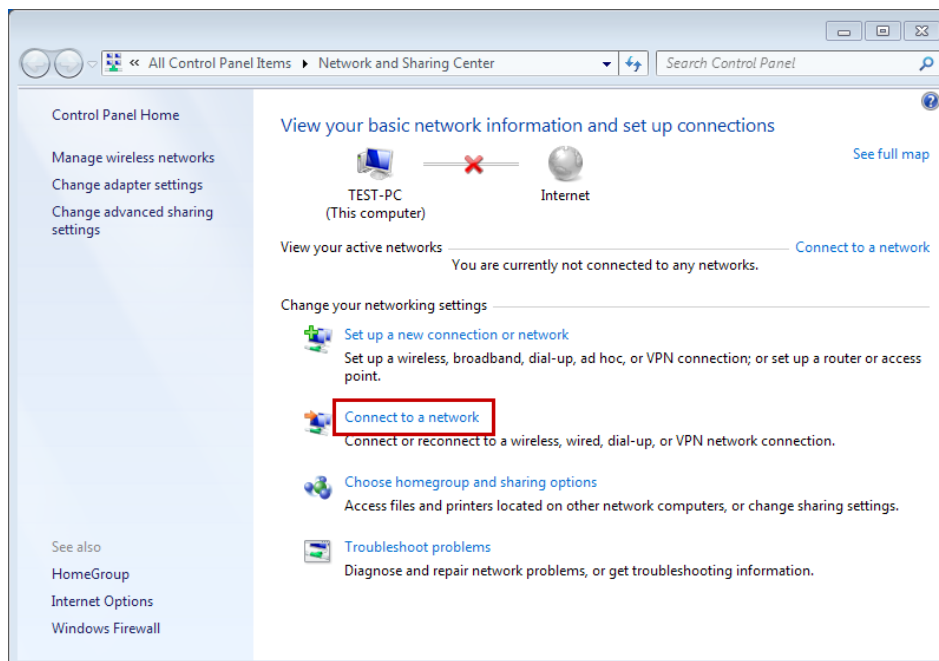 « All Control Panel Items ▸ Network and Sharing Center
Search Control Panel
Control Panel Home
Manage wireless networks
Change adapter settings
Change advanced sharing
settings
See also
HomeGroup
Internet Options
Windows Firewall
View your basic network information and set up connections
See full map
TEST-PC
(This computer)
Internet
View your active networks
Connect to a network
You are currently not connected to any networks.
Change your networking settings
Set up a new connection or network
Set up a wireless, broadband, dial-up, ad hoc, or VPN connection; or set up a router or access
point.
Connect to a network
Connect or reconnect to a wireless, wired, dial-up, or VPN network connection.
Choose homegroup and sharing options
Access files and printers located on other network computers, or change sharing settings.
Troubleshoot problems
Diagnose and repair network problems, or get troubleshooting information.